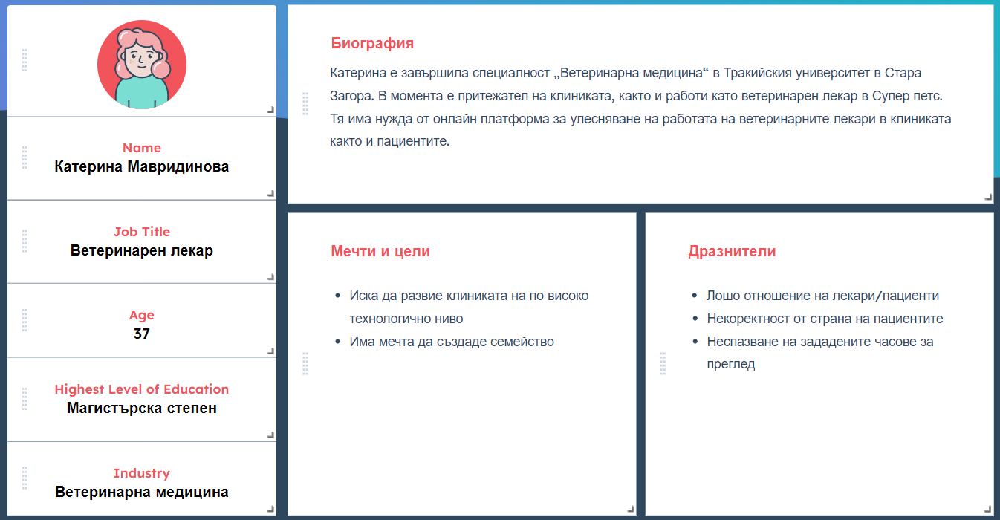 Name
Катерина Мавридинова
Job Title
Ветеринарен лекар
Age
37
Highest Level of Education
Магистърска степен
Industry
Ветеринарна медицина
Биография
Катерина е завършила специалност „Ветеринарна медицина“ в Тракийския университет в Стара
Загора. В момента е притежател на клиниката, както и работи като ветеринарен лекар в Супер петс.
Тя има нужда от онлайн платформа за улесняване на работата на ветеринарните лекари в клиниката
както и пациентите.
Мечти и цели
• Иска да развие клиниката на по високо
технологично ниво
• Има мечта да създаде семейство
Дразнители
• Лошо отношение на лекари/пациенти
• Некоректност от страна на пациентите
• Неспазване на зададените часове за
преглед